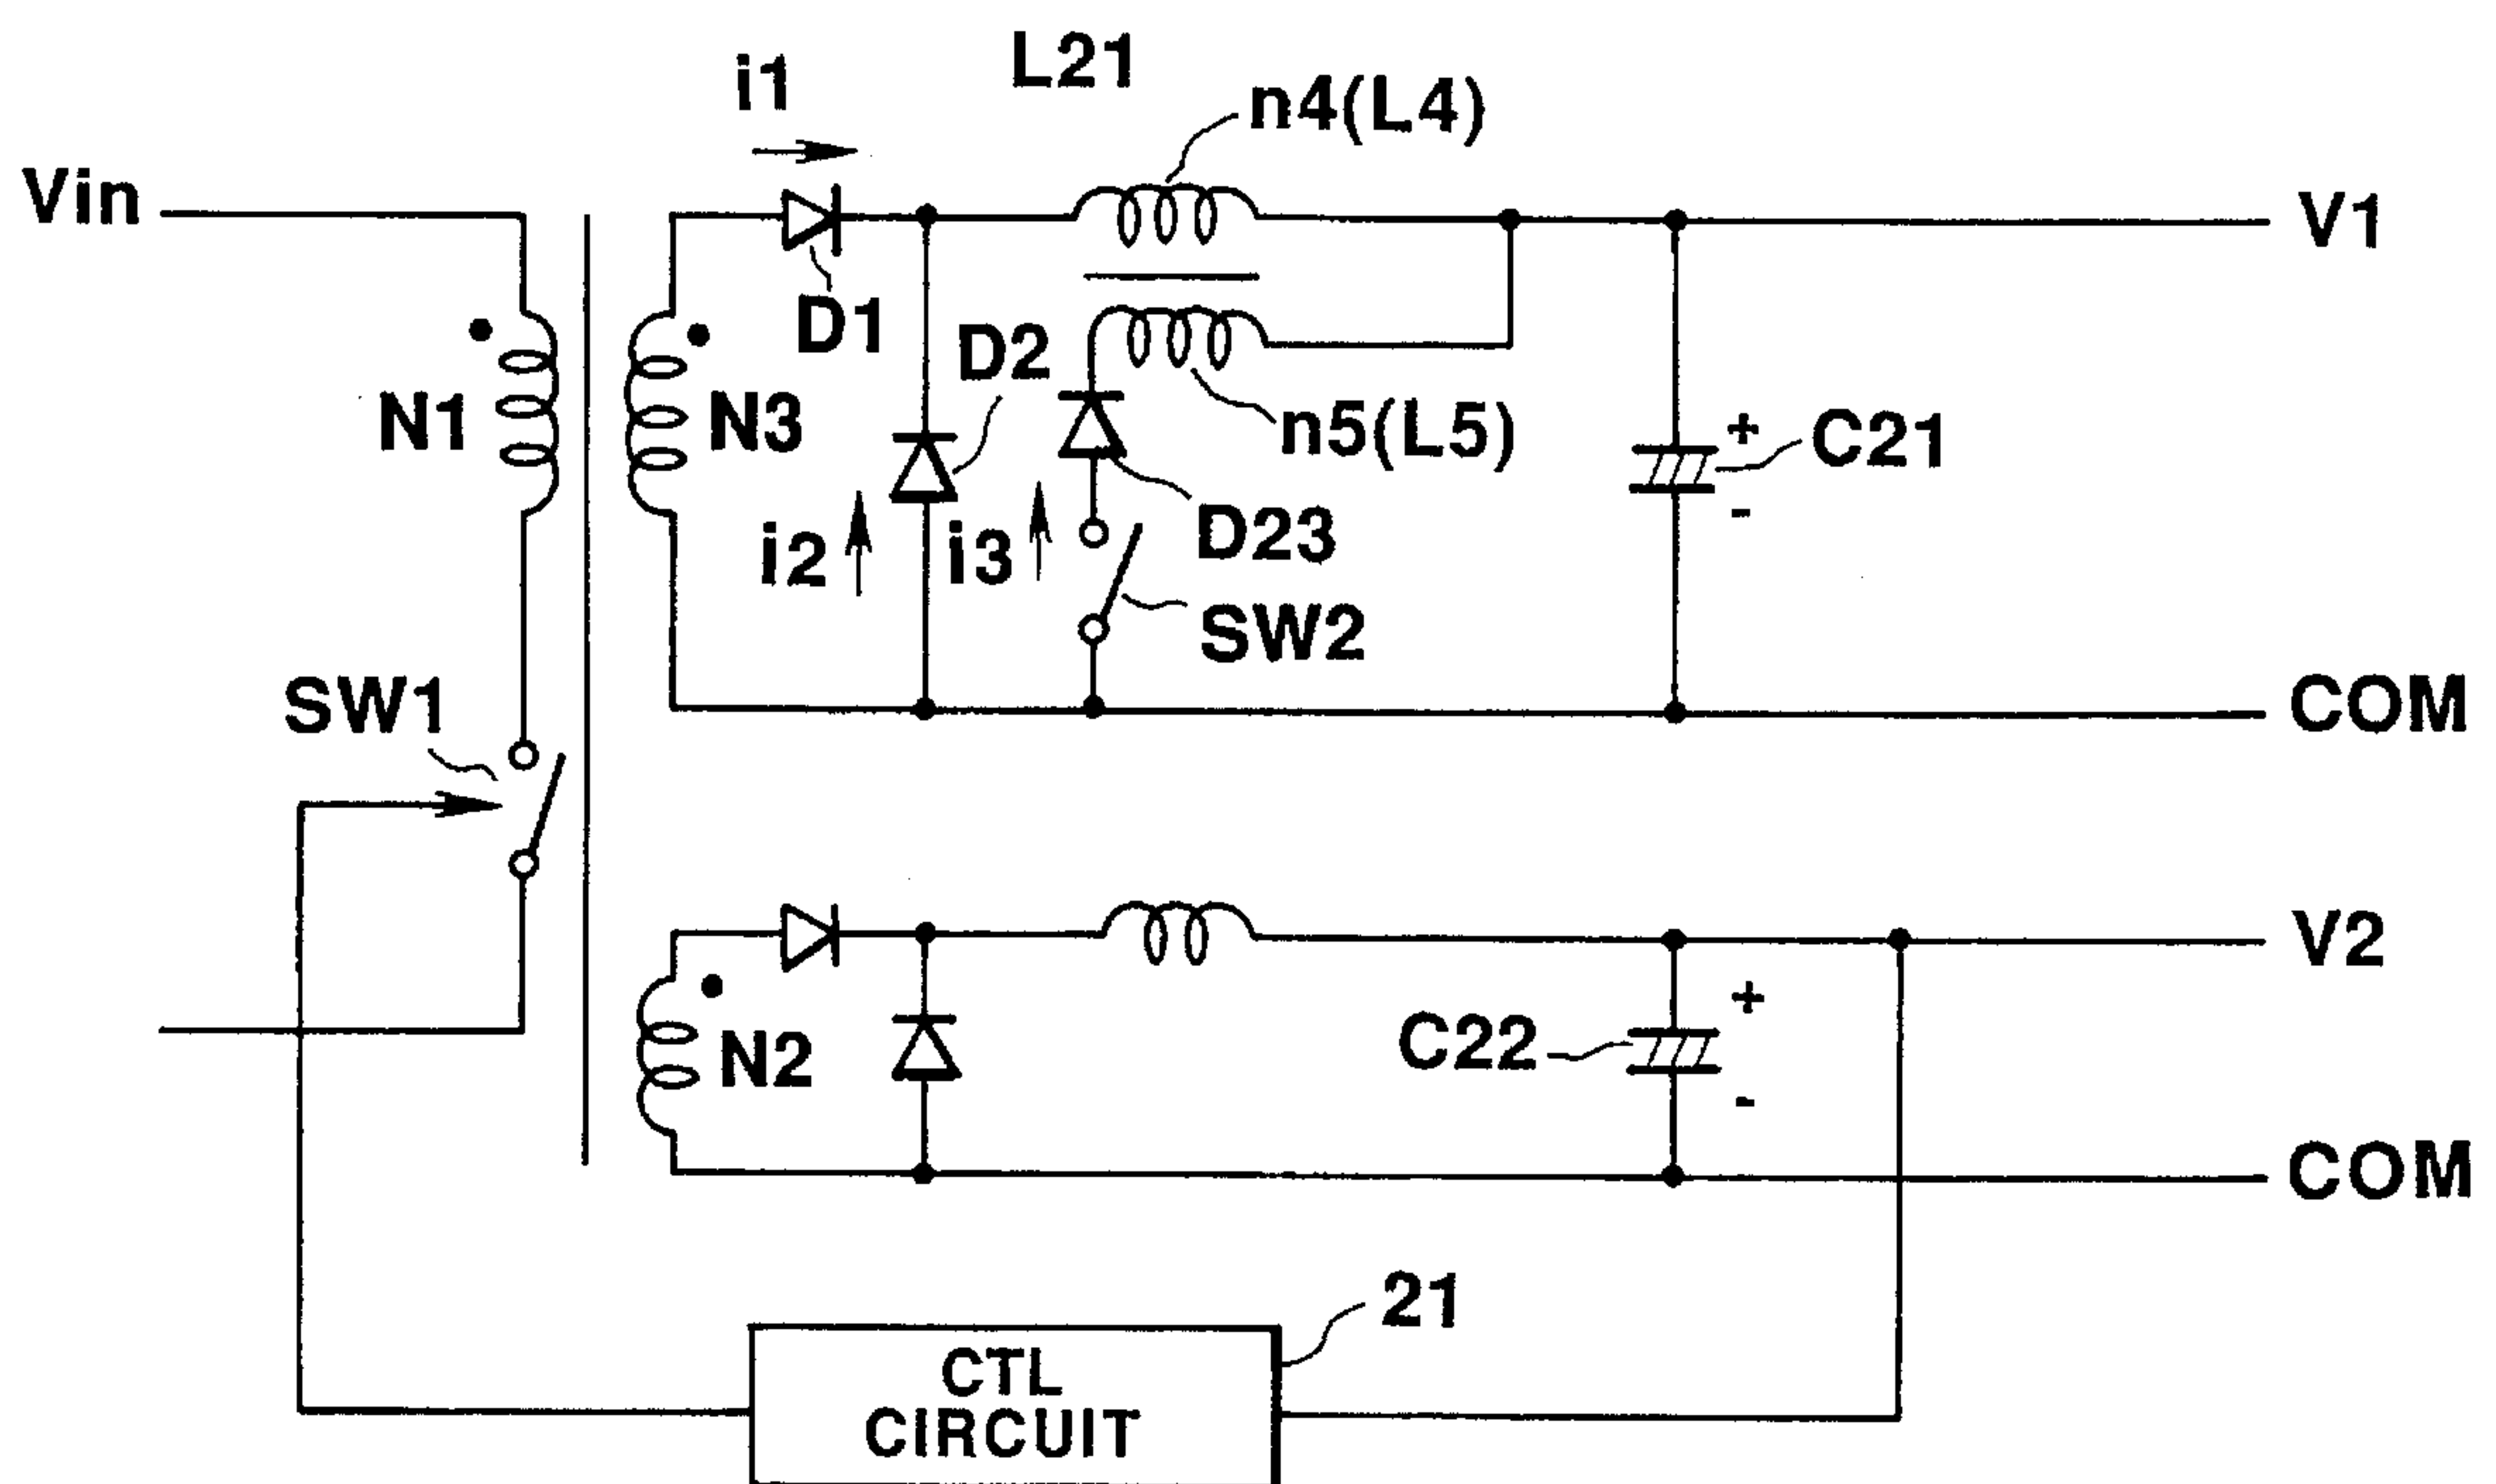 L21
i1
n4(L4)
Vin
V1
D1
D2
N1
N3
+
C21
n5(L5)
-
D23
i2
i3
SW2
SW1
COM
V2
+
C22
N2
-
COM
21
CTL
CIRCUIT